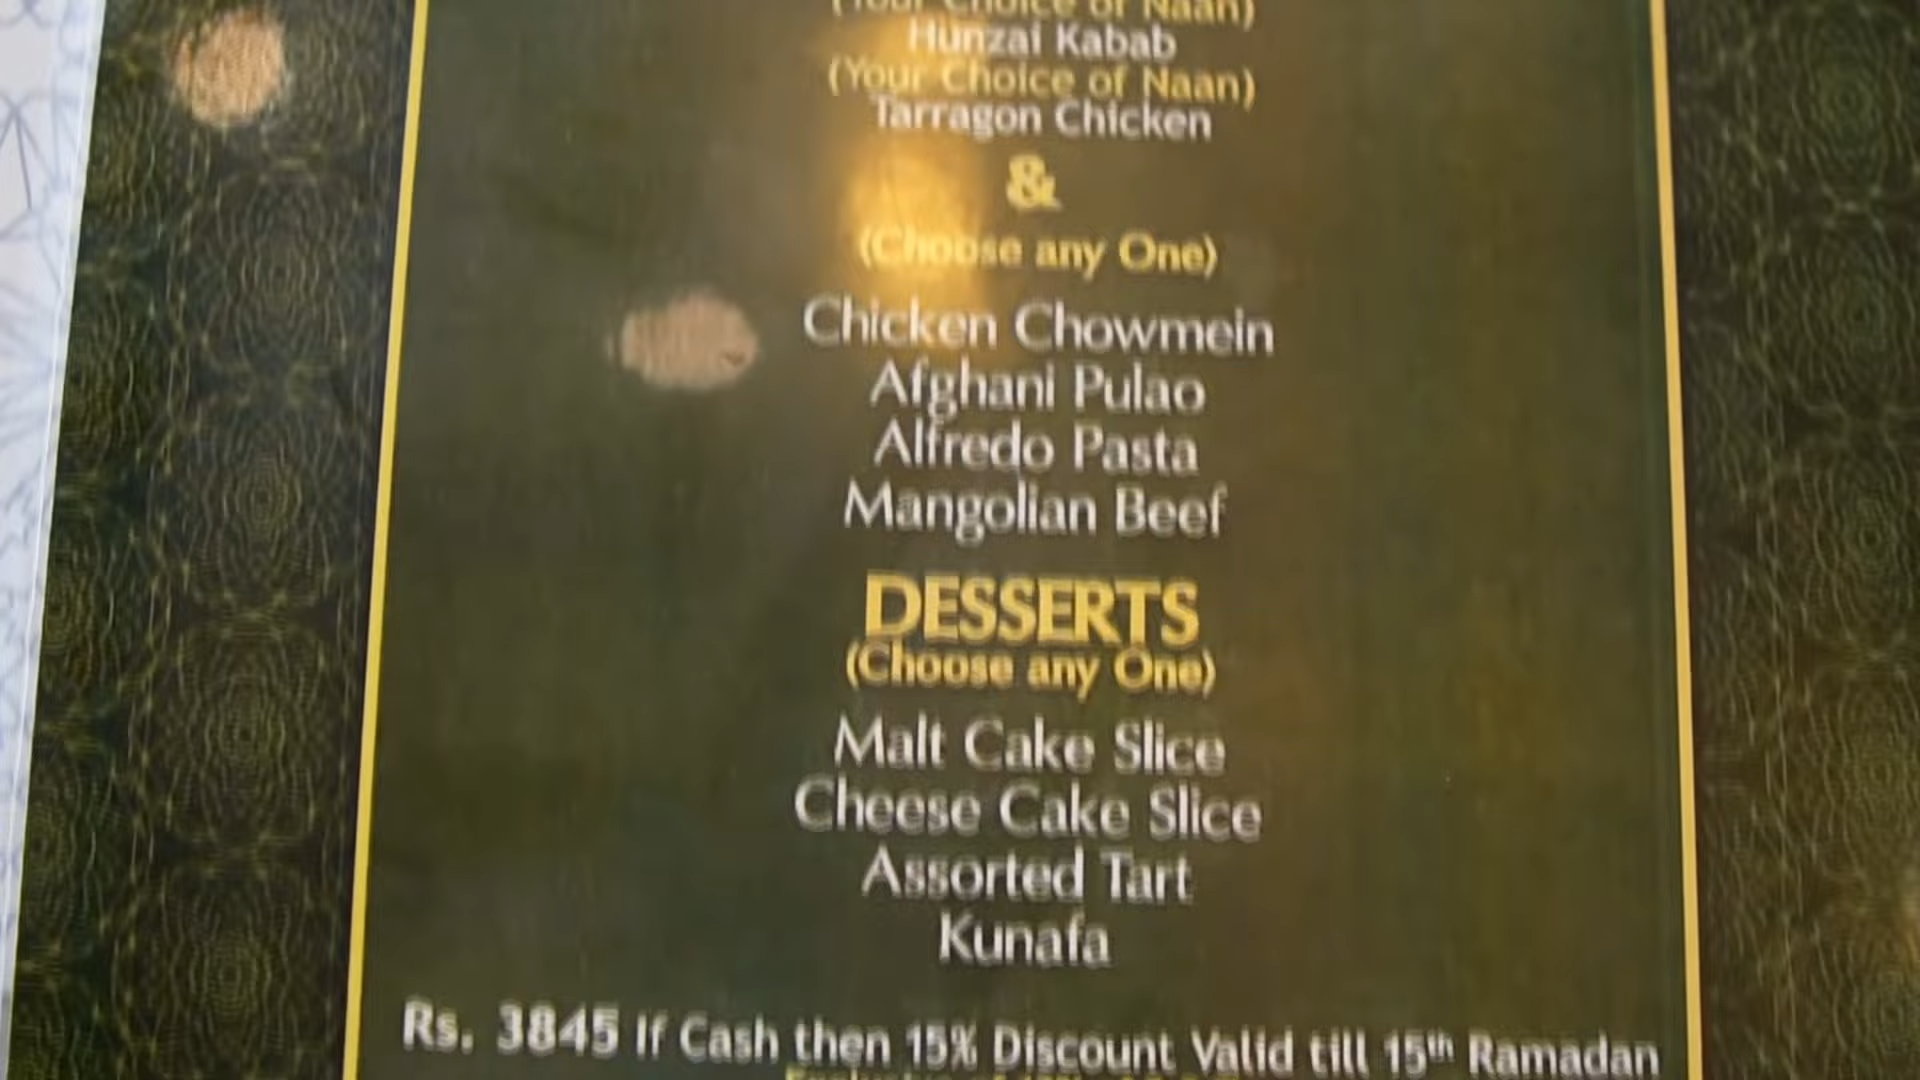 (Your Choice of Naan)
Hunzai Kabab
(Your Choice of Naan)
Tarragon Chicken
&
(Choose any One)
Chicken Chowmein
Afghani Pulao
Alfredo Pasta
Mangolian Beef
DESSERTS
(Choose any One)
Malt Cake Slice
Cheese Cake Slice
Assorted Tart
Kunafa
Rs. 3845 If Cash then 15% Discount Valid till 15th Ramadan